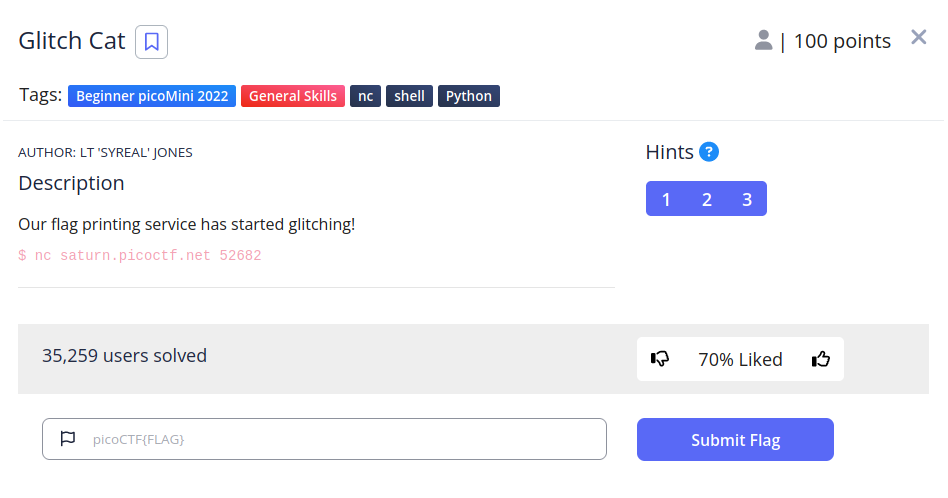 Glitch Cat
| 100 points
Tags: Beginner picoMini 2022 General Skills nc shell Python
AUTHOR: LT 'SYREAL' JONES
Description
Our flag printing service has started glitching!
$ nc saturn.picoctf.net 52682
Hints ?
1 2 3
35,259 users solved
70% Liked
picoCTF{FLAG}
Submit Flag